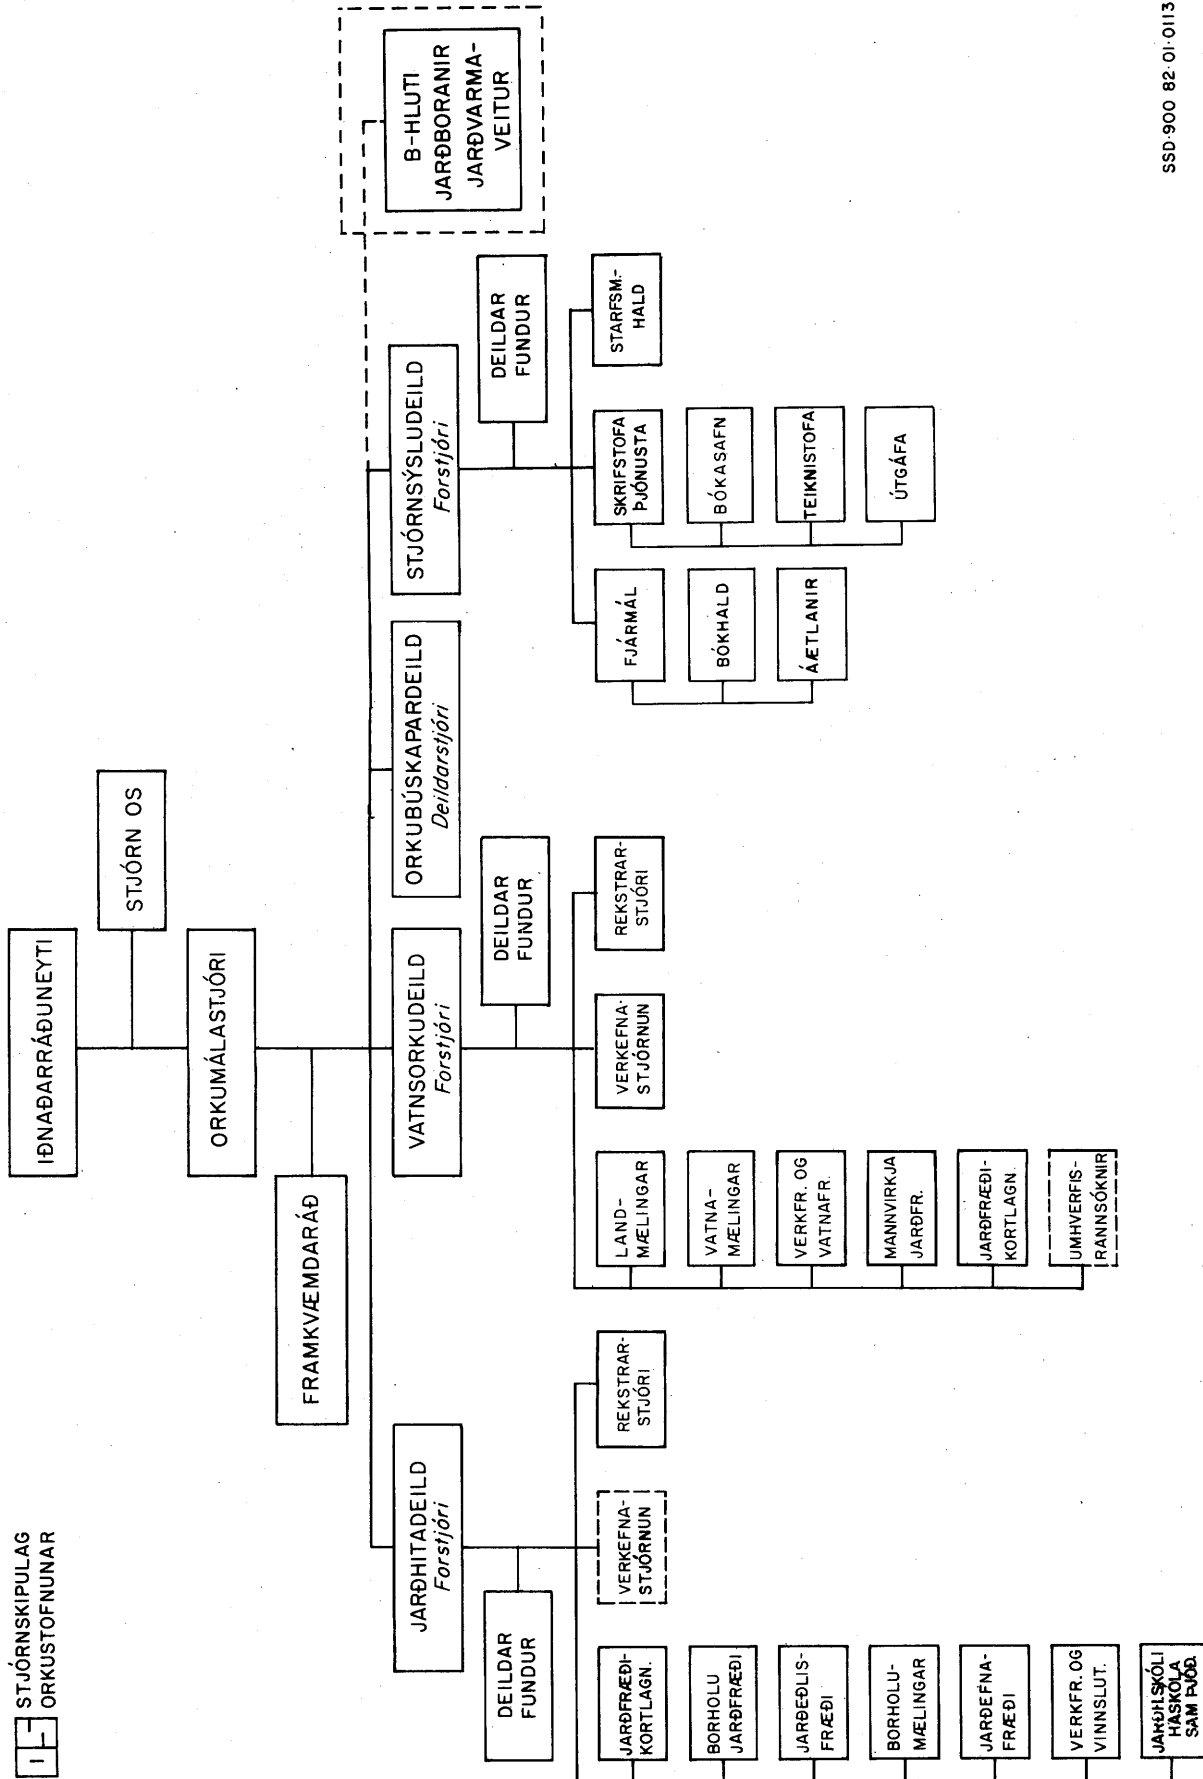 STJÓRNSKIPULAG
ORKUSTOFNUNAR
IÐNAÐARRÁÐUNEYTI
STJÓRN OS
ORKUMÁLASTJÓRI
FRAMKVÆMDARÁÐ
JARÐHITADEILD
Forstjóri
VATNSORKUDEILD
Forstjóri
ORKUBÚSKAPARDEILD
Deildarstjóri
STJÓRNSÝSLUDEILD
Forstjóri
B-HLUTI
JARÐBORANIR
JARÐVARMA-
VEITUR
DEILDAR
FUNDUR
DEILDAR
FUNDUR
DEILDAR
FUNDUR
JARÐFRÆÐI-
KORTLAGN.
BORHOLU
JARÐFRÆÐI
JARÐEÐLIS-
FRÆÐI
BORHOLU-
MÆLINGAR
JARÐEFNA-
FRÆÐI
VERKFR. OG
VINNSLUT.
HÁSKÓLA
SAM ÞJÓÐ.
VERKEFNA-
STJÓRNUN
REKSTRAR-
STJÓRI
LAND-
MÆLINGAR
VATNA-
MÆLINGAR
VERKFR. OG
VATNAFR.
MANNVIRKJA
JARÐFR.
JARÐFRÆÐI-
KORTLAGN.
UMHVERFIS-
RANNSÓKNIR
VERKEFNA-
STJÓRNUN
REKSTRAR-
STJÓRI
FJÁRMÁL
BÓKHALD
ÁÆTLANIR
SKRIFSTOFA
ÞJÓNUSTA
BÓKASAFN
TEIKNISTOFA
ÚTGÁFA
STARFSM.-
HALD
SSD-900 82-01-0113